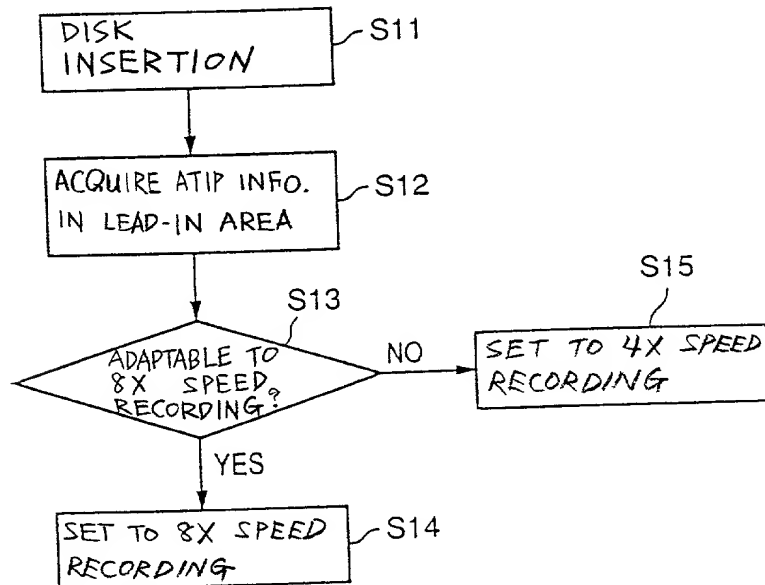 DISK
INSERTION
S11
ACQUIRE ATIP INFO.
IN LEAD-IN AREA
S12
S13
ADAPTABLE TO
8X SPEED
RECORDING?
NO
S15
SET TO 4X SPEED
RECORDING
YES
SET TO 8X SPEED
RECORDING
S14